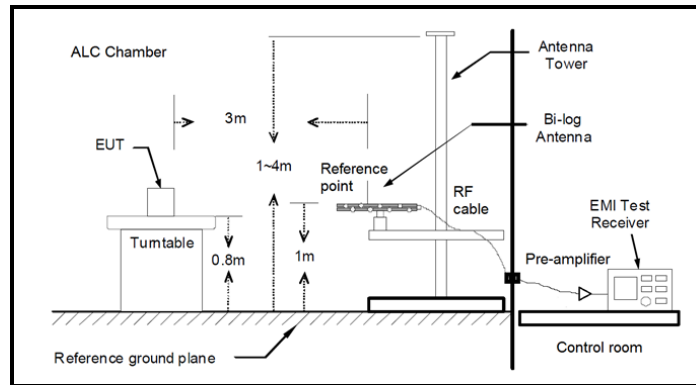 ALC Chamber
Antenna
Tower
3m
Bi-log
Antenna
EUT
1~4m
Reference
point
RF
cable
EMI Test
Receiver
Turntable
0.8m
1m
Pre-amplifier
Reference ground plane
Control room